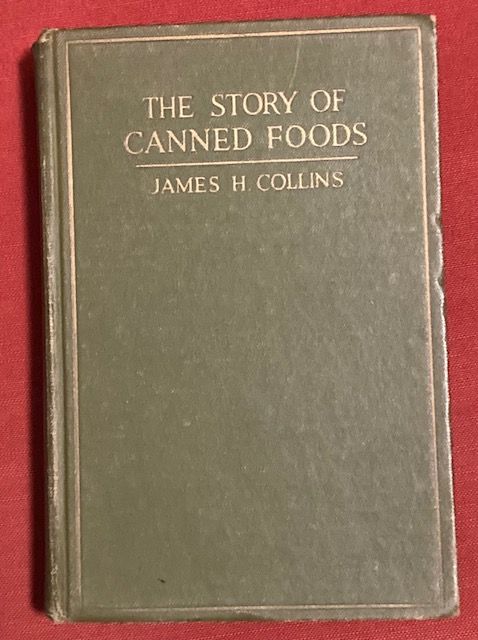 THE STORY OF
CANNED FOODS
JAMES H. COLLINS